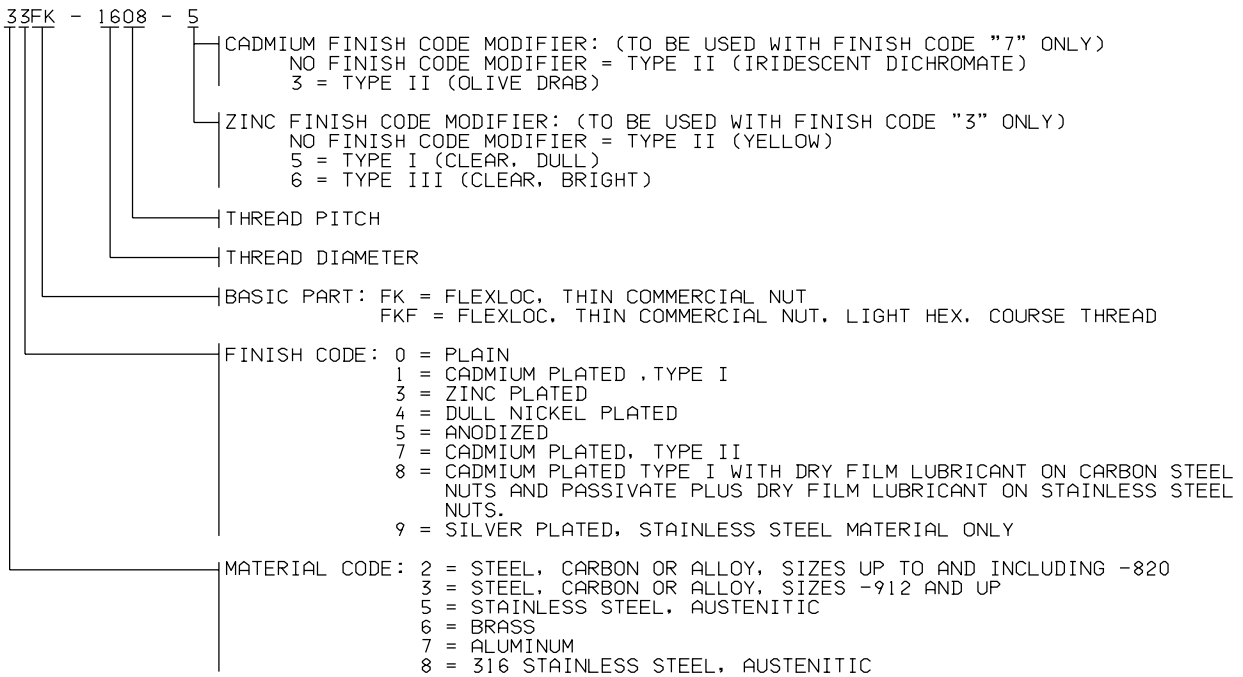 33FK - 1608 - 5
CADMIUM FINISH CODE MODIFIER: (TO BE USED WITH FINISH CODE "7" ONLY)
NO FINISH CODE MODIFIER = TYPE II (IRIDESCENT DICHROMATE)
3 = TYPE II (OLIVE DRAB)
ZINC FINISH CODE MODIFIER: (TO BE USED WITH FINISH CODE "3" ONLY)
NO FINISH CODE MODIFIER = TYPE II (YELLOW)
5 = TYPE I (CLEAR, DULL)
6 = TYPE III (CLEAR, BRIGHT)
THREAD PITCH
THREAD DIAMETER
BASIC PART: FK = FLEXLOC, THIN COMMERCIAL NUT
FKF = FLEXLOC, THIN COMMERCIAL NUT, LIGHT HEX, COURSE THREAD
FINISH CODE: 0 = PLAIN
1 = CADMIUM PLATED ,TYPE I
3 = ZINC PLATED
4 = DULL NICKEL PLATED
5 = ANODIZED
7 = CADMIUM PLATED, TYPE II
8 = CADMIUM PLATED TYPE I WITH DRY FILM LUBRICANT ON CARBON STEEL
NUTS AND PASSIVATE PLUS DRY FILM LUBRICANT ON STAINLESS STEEL
NUTS.
9 = SILVER PLATED, STAINLESS STEEL MATERIAL ONLY
MATERIAL CODE: 2 = STEEL, CARBON OR ALLOY, SIZES UP TO AND INCLUDING -820
3 = STEEL, CARBON OR ALLOY, SIZES -912 AND UP
5 = STAINLESS STEEL, AUSTENITIC
6 = BRASS
7 = ALUMINUM
8 = 316 STAINLESS STEEL, AUSTENITIC